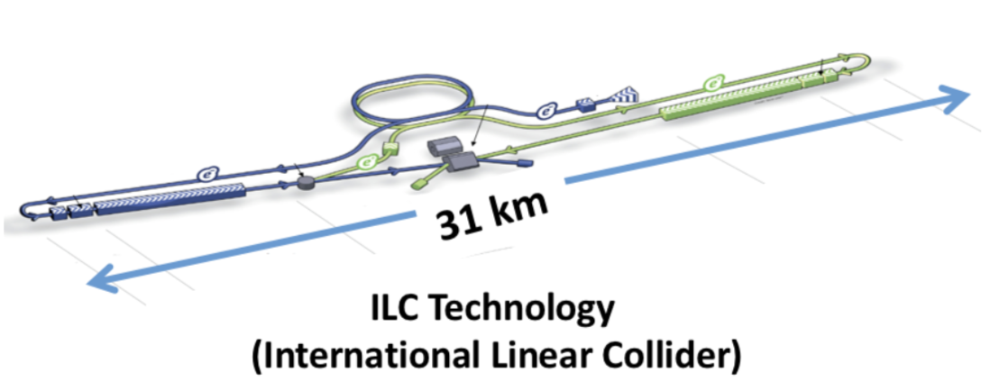 e⁻
e⁺
e⁻
e⁺
31 km
ILC Technology
(International Linear Collider)